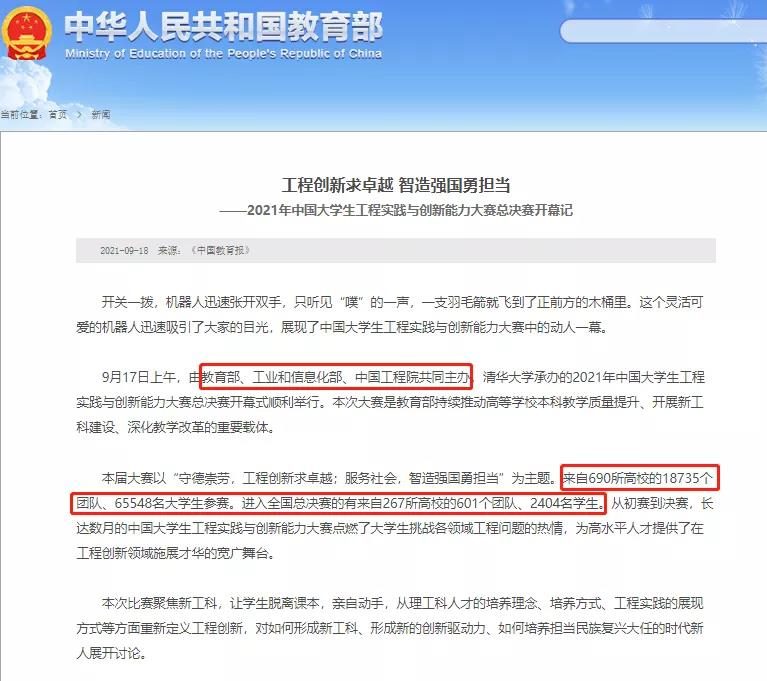 中华人民共和国教育部
Ministry of Education of the People's Republic of China
当前位置：首页 > 新闻
工程创新求卓越 智造强国勇担当
——2021年中国大学生工程实践与创新能力大赛总决赛开幕记
2021-09-18 来源：《中国教育报》
开关一拨，机器人迅速张开双手，只听见“噗”的一声，一支羽毛箭就飞到了正前方的木桶里。这个灵活可
爱的机器人迅速吸引了大家的目光，展现了中国大学生工程实践与创新能力大赛中的动人一幕。
9月17日上午，由教育部、工业和信息化部、中国工程院共同主办，清华大学承办的2021年中国大学生工程
实践与创新能力大赛总决赛开幕式顺利举行。本次大赛是教育部持续推动高等学校本科教学质量提升、开展新工
科建设、深化教学改革的重要载体。
本届大赛以“守德崇劳，工程创新求卓越；服务社会，智造强国勇担当”为主题。来自690所高校的18735个
团队、65548名大学生参赛。进入全国总决赛的有来自267所高校的601个团队、2404名学生。从初赛到决赛，长
达数月的中国大学生工程实践与创新能力大赛点燃了大学生挑战各领域工程问题的热情，为高水平人才提供了在
工程创新领域施展才华的宽广舞台。
本次比赛聚焦新工科，让学生脱离课本，亲自动手，从理工科人才的培养理念、培养方式、工程实践的展现
方式等方面重新定义工程创新，对如何形成新工科、形成新的创新驱动力、如何培养担当民族复兴大任的时代新
人展开讨论。